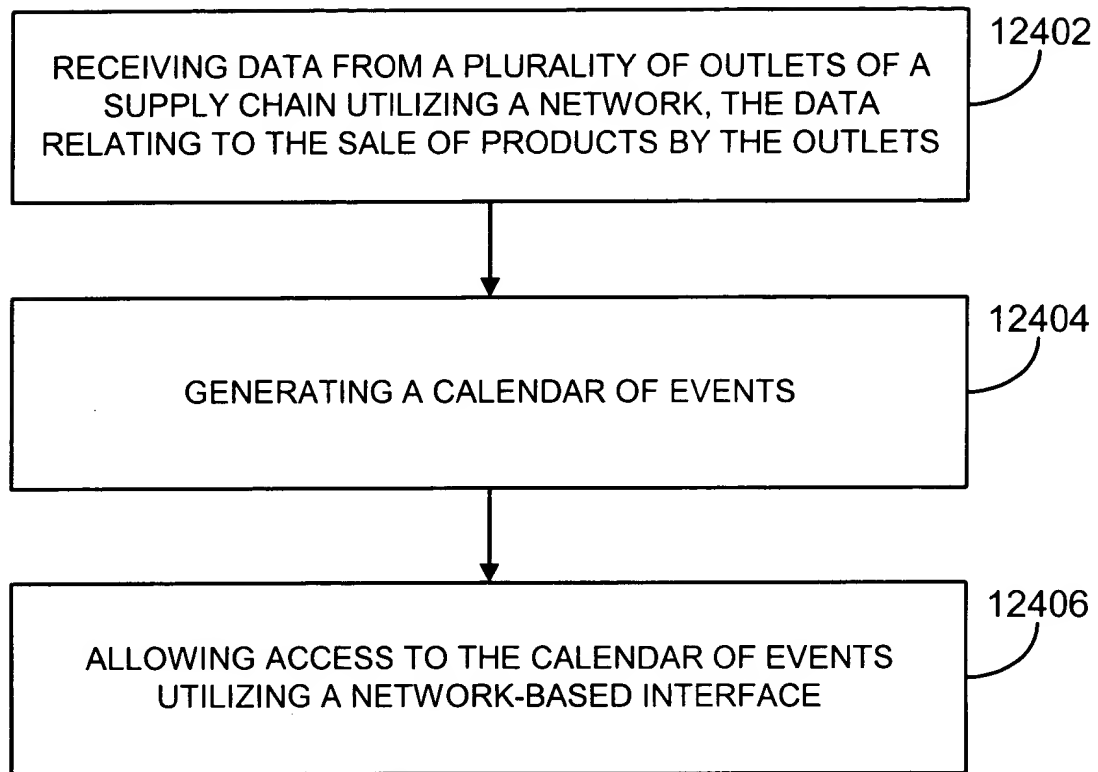 12402
RECEIVING DATA FROM A PLURALITY OF OUTLETS OF A
SUPPLY CHAIN UTILIZING A NETWORK, THE DATA
RELATING TO THE SALE OF PRODUCTS BY THE OUTLETS
12404
GENERATING A CALENDAR OF EVENTS
12406
ALLOWING ACCESS TO THE CALENDAR OF EVENTS
UTILIZING A NETWORK-BASED INTERFACE